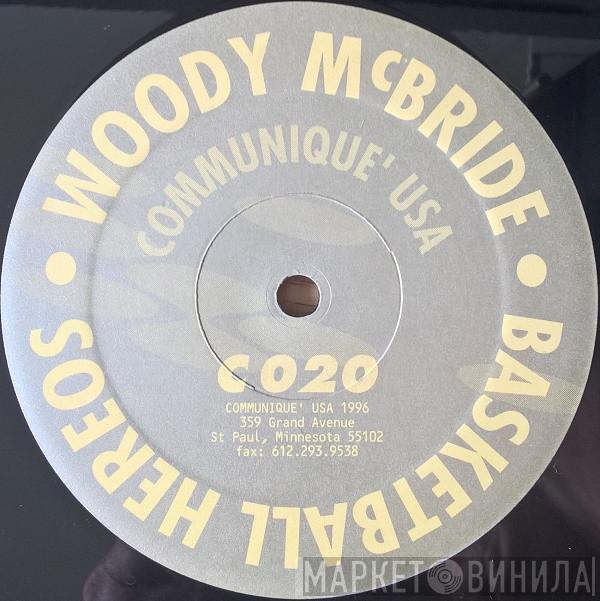 WOODY McBRIDE • BASKETBALL HEREOS •
COMMUNIQUE' USA
C020
COMMUNIQUE' USA 1996
359 Grand Avenue
St Paul, Minnesota 55102
fax: 612.293.9538
МАРКЕТ ВИНИЛА